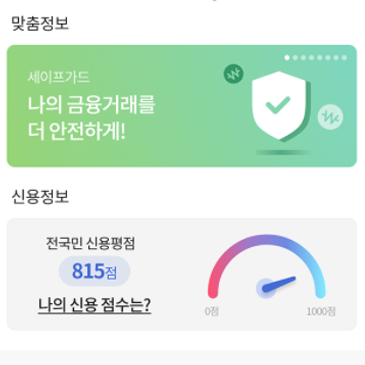 맞춤정보
세이프가드
나의 금융거래를
더 안전하게!
신용정보
전국민 신용평점
815점
나의 신용 점수는?
0점
1000점